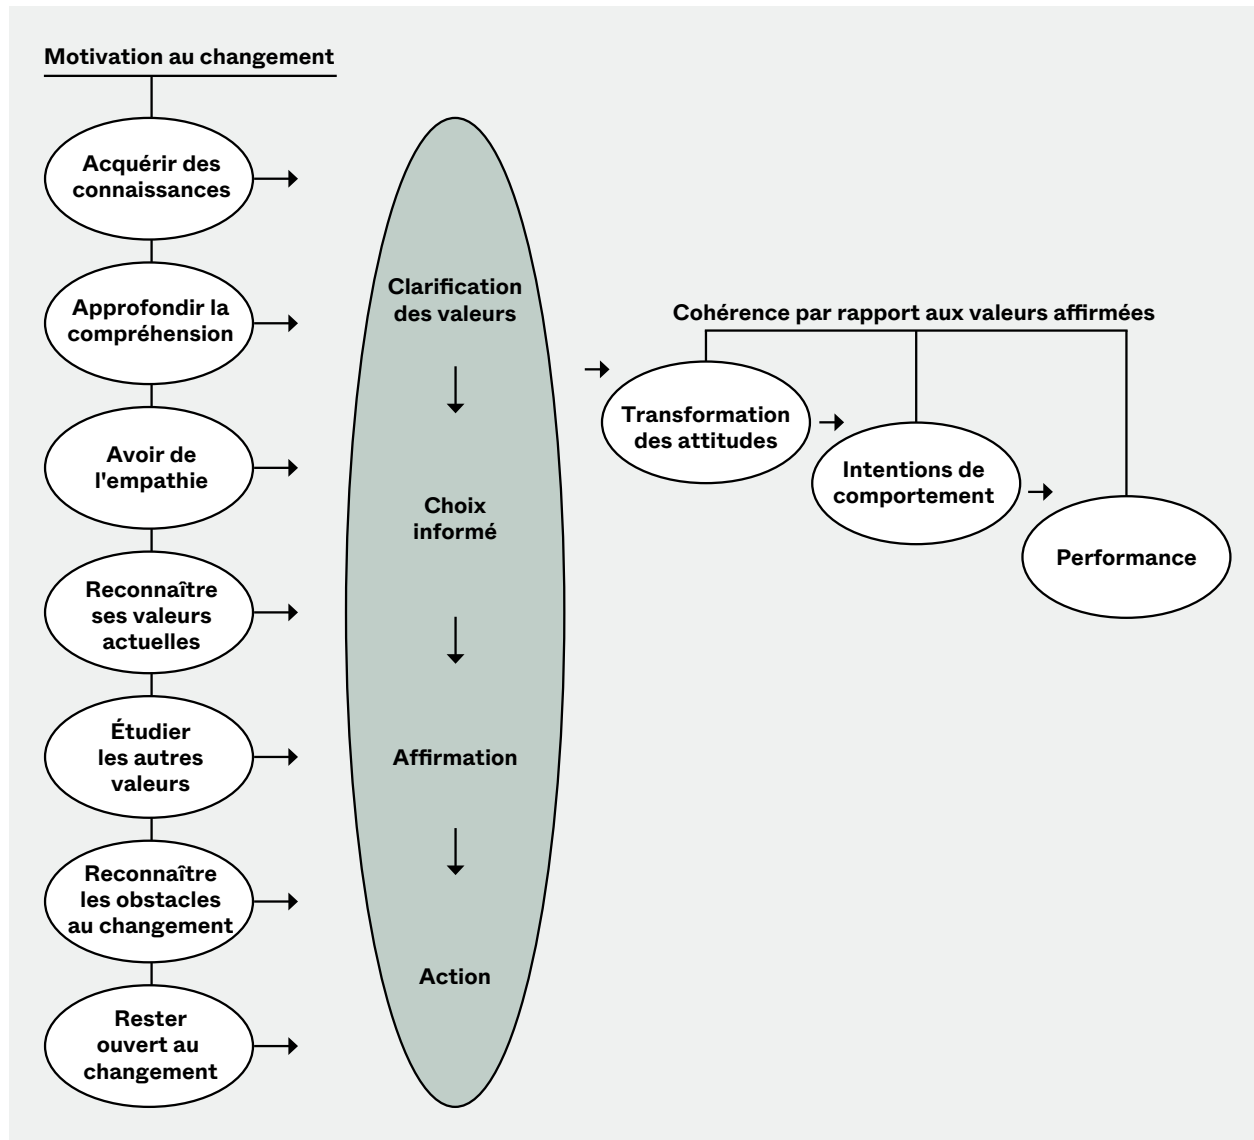 Motivation au changement
Acquérir des
connaissances
Approfondir la
compréhension
Avoir de
l'empathie
Reconnaître
ses valeurs
actuelles
Étudier
les autres
valeurs
Reconnaître
les obstacles
au changement
Rester
ouvert au
changement
Clarification
des valeurs
Choix
informé
Affirmation
Action
Cohérence par rapport aux valeurs affirmées
Transformation
des attitudes
Intentions de
comportement
Performance